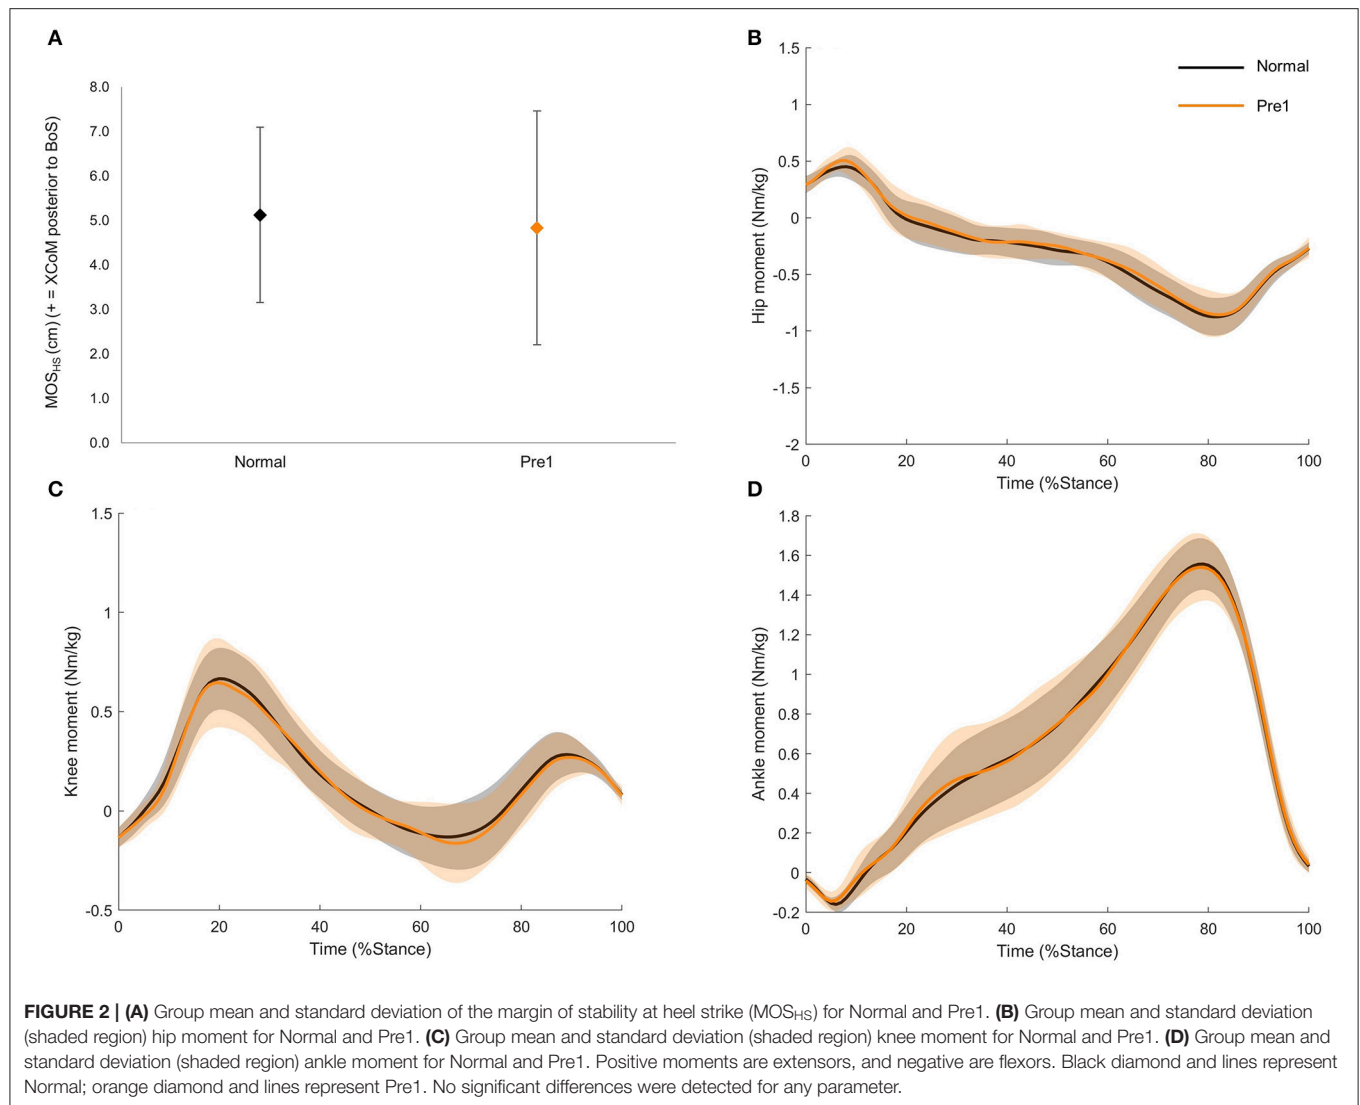 A
MOSHS (cm) (+ = XCoM posterior to BoS)
8.0
7.0
6.0
5.0
4.0
3.0
2.0
1.0
0.0
Normal
Pre1
B
Hip moment (Nm/kg)
1.5
1
0.5
0
-0.5
-1
-1.5
-2
0
20
40
60
80
100
Time (%Stance)
Normal
Pre1
C
Knee moment (Nm/kg)
1.5
1
0.5
0
-0.5
0
20
40
60
80
100
Time (%Stance)
D
Ankle moment (Nm/kg)
1.8
1.6
1.4
1.2
1
0.8
0.6
0.4
0.2
0
-0.2
0
20
40
60
80
100
Time (%Stance)
FIGURE 2 | (A) Group mean and standard deviation of the margin of stability at heel strike (MOSHS) for Normal and Pre1. (B) Group mean and standard deviation
(shaded region) hip moment for Normal and Pre1. (C) Group mean and standard deviation (shaded region) knee moment for Normal and Pre1. (D) Group mean and
standard deviation (shaded region) ankle moment for Normal and Pre1. Positive moments are extensors, and negative are flexors. Black diamond and lines represent
Normal; orange diamond and lines represent Pre1. No significant differences were detected for any parameter.